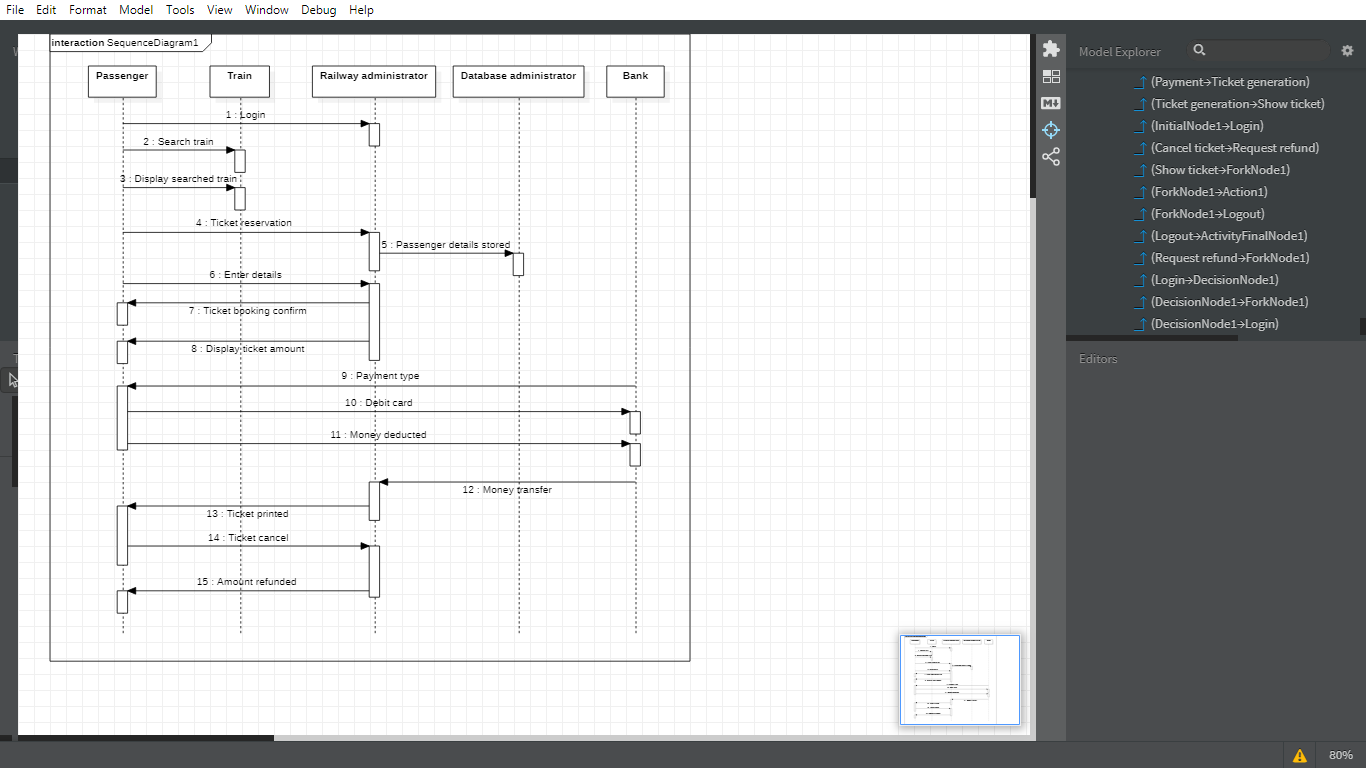 File Edit Format Model Tools View Window Debug Help
interaction SequenceDiagram1
Passenger Train Railway administrator Database administrator Bank
1 : Login
2 : Search train
3 : Display searched train
4 : Ticket reservation
5 : Passenger details stored
6 : Enter details
7 : Ticket booking confirm
8 : Display ticket amount
9 : Payment type
10 : Debit card
11 : Money deducted
12 : Money transfer
13 : Ticket printed
14 : Ticket cancel
15 : Amount refunded
M↓
Model Explorer
(Payment→Ticket generation)
(Ticket generation→Show ticket)
(InitialNode1→Login)
(Cancel ticket→Request refund)
(Show ticket→ForkNode1)
(ForkNode1→Action1)
(ForkNode1→Logout)
(Logout→ActivityFinalNode1)
(Request refund→ForkNode1)
(Login→DecisionNode1)
(DecisionNode1→ForkNode1)
(DecisionNode1→Login)
Editors
80%